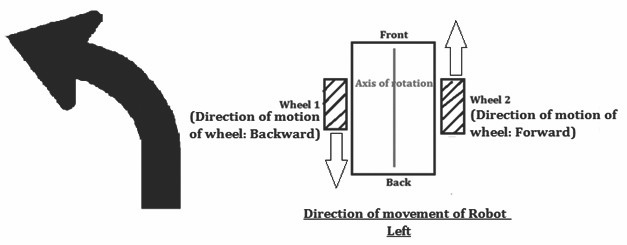 Front
Axis of rotation
Wheel 1
(Direction of motion
of wheel: Backward)
Wheel 2
(Direction of motion of
wheel: Forward)
Back
Direction of movement of Robot
Left